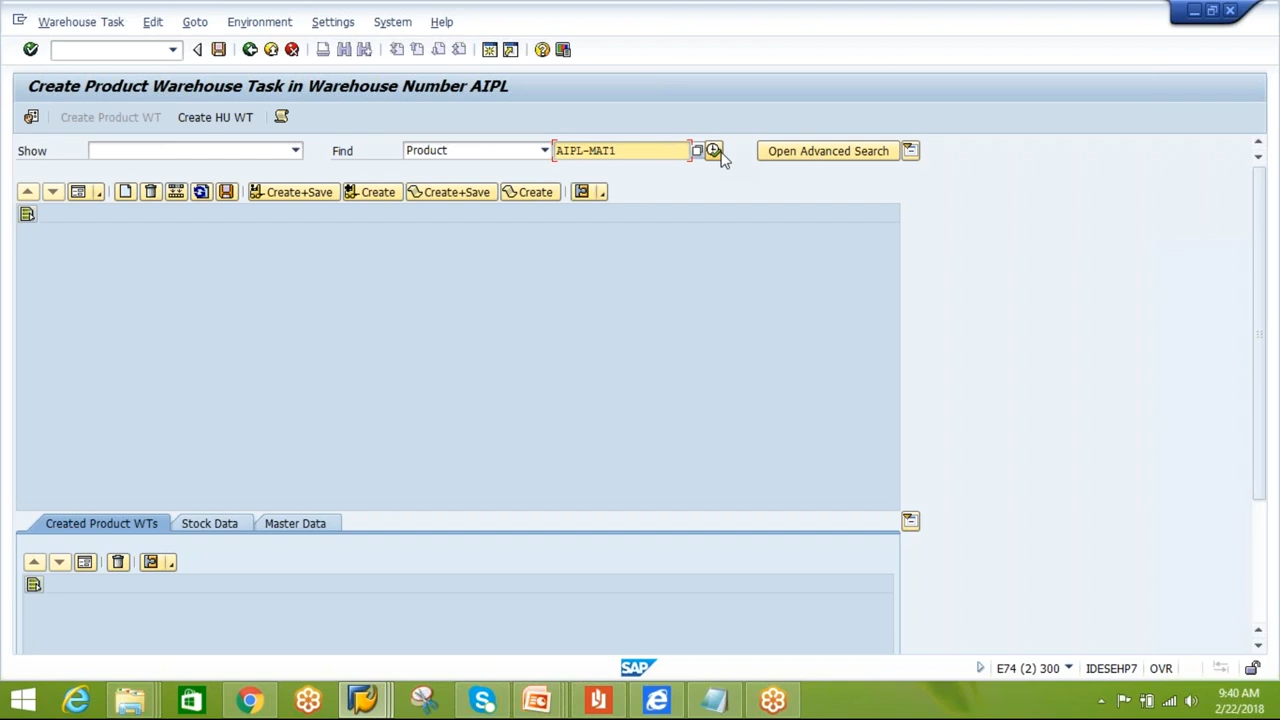 Warehouse Task Edit Goto Environment Settings System Help
Create Product Warehouse Task in Warehouse Number AIPL
Create Product WT Create HU WT
Show Find Product AIPL-MAT1 Open Advanced Search
Create+Save Create Create+Save Create
Created Product WTs Stock Data Master Data
SAP E74 (2) 300 IDESEHP7 OVR
9:40 AM
2/22/2018